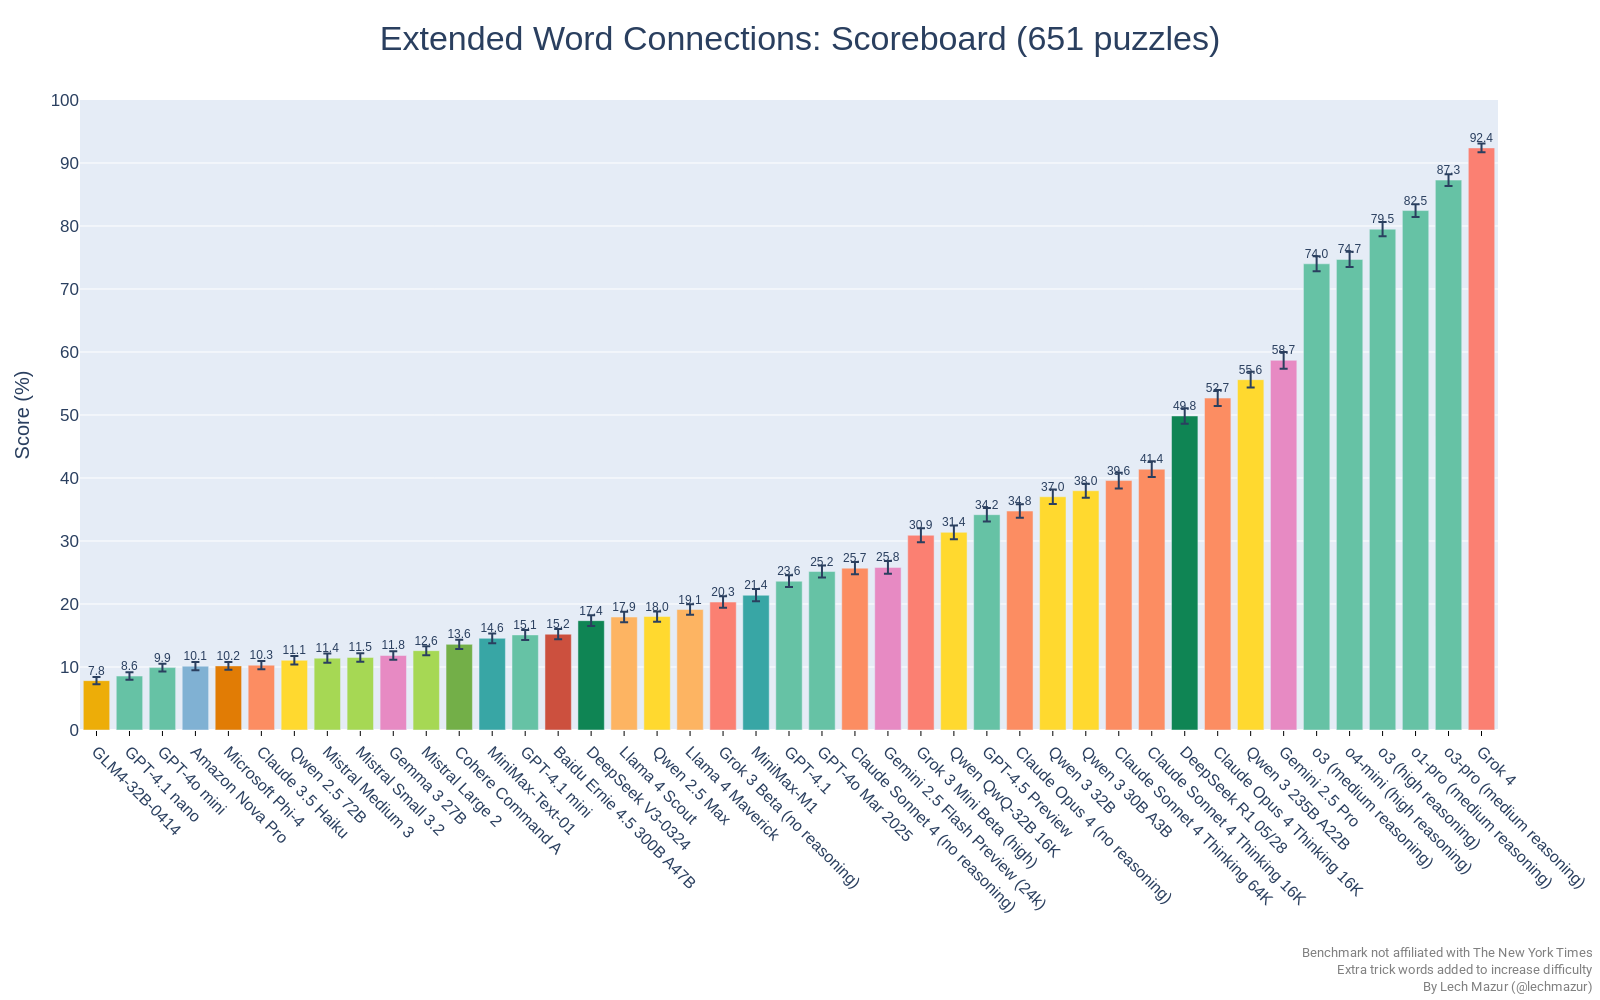 Extended Word Connections: Scoreboard (651 puzzles)
Score (%)
100
90
80
70
60
50
40
30
20
10
0
7.8
8.6
9.9
10.1
10.2
10.3
11.1
11.4
11.5
11.8
12.6
13.6
14.6
15.1
15.2
17.4
17.9
18.0
19.1
20.3
21.4
23.6
25.2
25.7
25.8
30.9
31.4
34.2
34.8
37.0
38.0
39.6
41.4
49.8
52.7
55.6
58.7
74.0
74.7
79.5
82.5
87.3
92.4
GLM4-32B-0414
GPT-4.1 nano
GPT-4o mini
Amazon Nova Pro
Microsoft Phi-4
Claude 3.5 Haiku
Qwen 2.5 72B
Mistral Medium 3
Mistral Small 3.2
Gemma 3 27B
Mistral Large 2
Cohere Command A
MiniMax-Text-01
GPT-4.1 mini
Baidu Ernie 4.5 300B A47B
DeepSeek V3-0324
Llama 4 Scout
Qwen 2.5 Max
Llama 4 Maverick
Grok 3 Beta (no reasoning)
MiniMax-M1
GPT-4.1
GPT-4o Mar 2025
Claude Sonnet 4 (no reasoning)
Gemini 2.5 Flash Preview (24k)
Grok 3 Mini Beta (high)
Qwen QwQ-32B 16K
GPT-4.5 Preview
Claude Opus 4 (no reasoning)
Qwen 3 32B
Qwen 3 30B A3B
Claude Sonnet 4 Thinking 64K
Claude Sonnet 4 Thinking 16K
DeepSeek R1 05/28
Claude Opus 4 Thinking 16K
Qwen 3 235B A22B
Gemini 2.5 Pro
o3 (medium reasoning)
o4-mini (high reasoning)
o3 (high reasoning)
o1-pro (medium reasoning)
o3-pro (medium reasoning)
Grok 4
Benchmark not affiliated with The New York Times
Extra trick words added to increase difficulty
By Lech Mazur (@lechmazur)